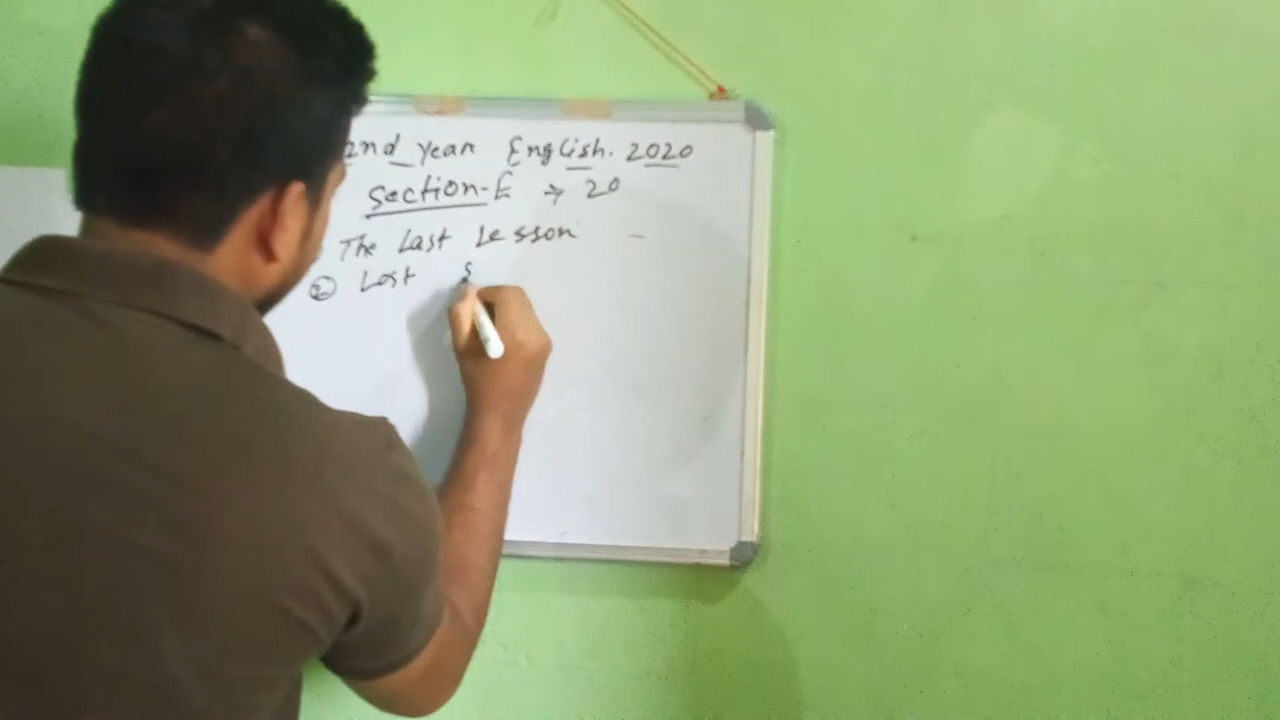 2nd year English. 2020
Section-E → 20
The Last Lesson -
② Lost S